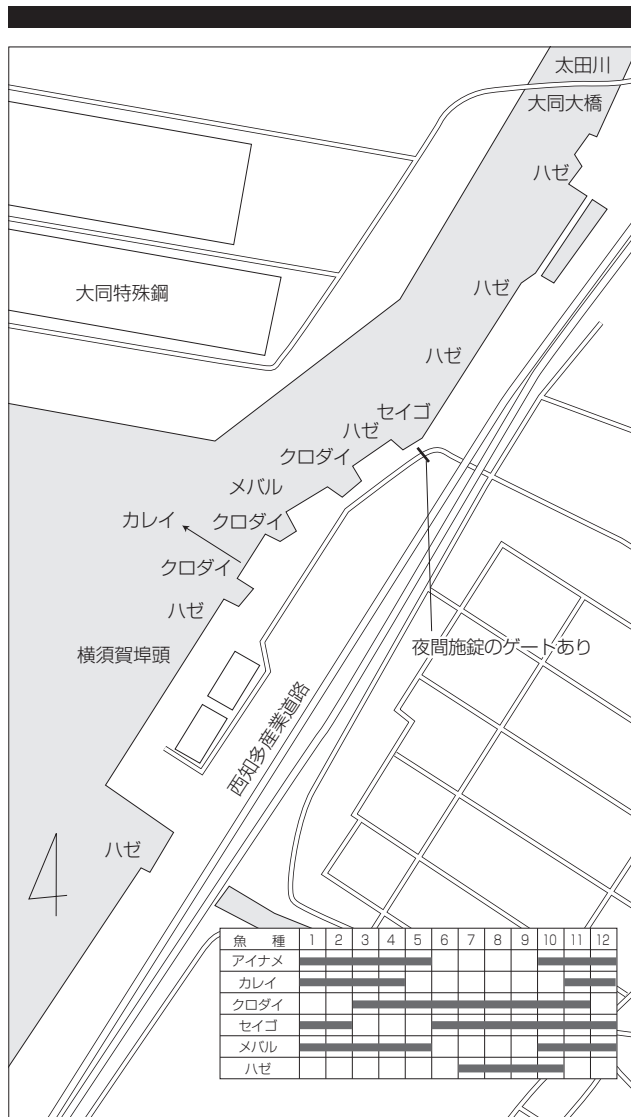 太田川
大同大橋
ハゼ
大同特殊鋼
ハゼ
ハゼ
セイゴ
ハゼ
クロダイ
メバル
カレイ
クロダイ
クロダイ
ハゼ
夜間施錠のゲートあり
横須賀埠頭
西知多産業道路
ハゼ
魚 種 1 2 3 4 5 6 7 8 9 10 11 12
アイナメ
カレイ
クロダイ
セイゴ
メバル
ハゼ